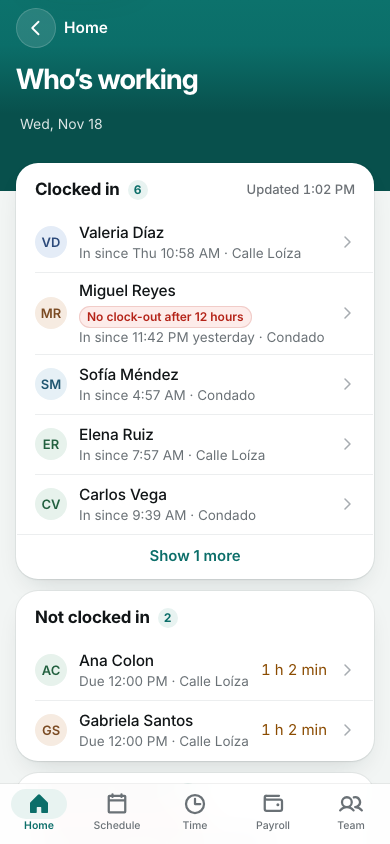 Home
Who's working
Wed, Nov 18
Clocked in 6
Updated 1:02 PM
VD
Valeria Díaz
In since Thu 10:58 AM · Calle Loíza
Miguel Reyes
MR
No clock-out after 12 hours
In since 11:42 PM yesterday · Condado
SM
Sofía Méndez
In since 4:57 AM · Condado
ER
Elena Ruiz
In since 7:57 AM · Calle Loíza
CV
Carlos Vega
In since 9:39 AM · Condado
Show 1 more
Not clocked in 2
AC
Ana Colon
Due 12:00 PM · Calle Loíza
1 h 2 min
GS
Gabriela Santos
Due 12:00 PM · Calle Loíza
1 h 2 min
Home
Schedule
Time
Payroll
Team